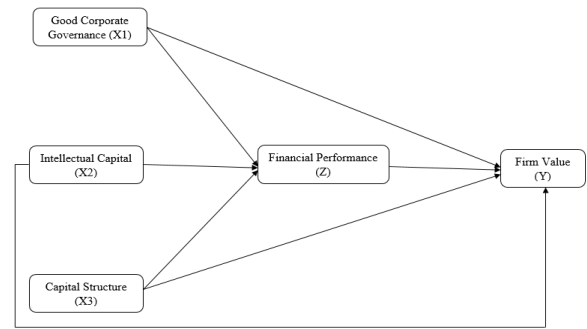 Good Corporate
Governance (X1)
Intellectual Capital
(X2)
Financial Performance
(Z)
Firm Value
(Y)
Capital Structure
(X3)